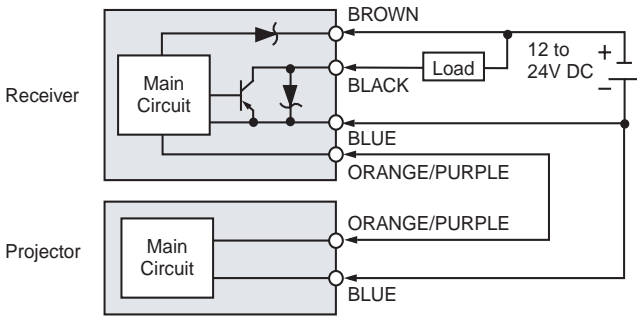 BROWN
12 to
24V DC
+
−
Load
BLACK
Main
Circuit
Receiver
BLUE
ORANGE/PURPLE
ORANGE/PURPLE
Main
Circuit
Projector
BLUE